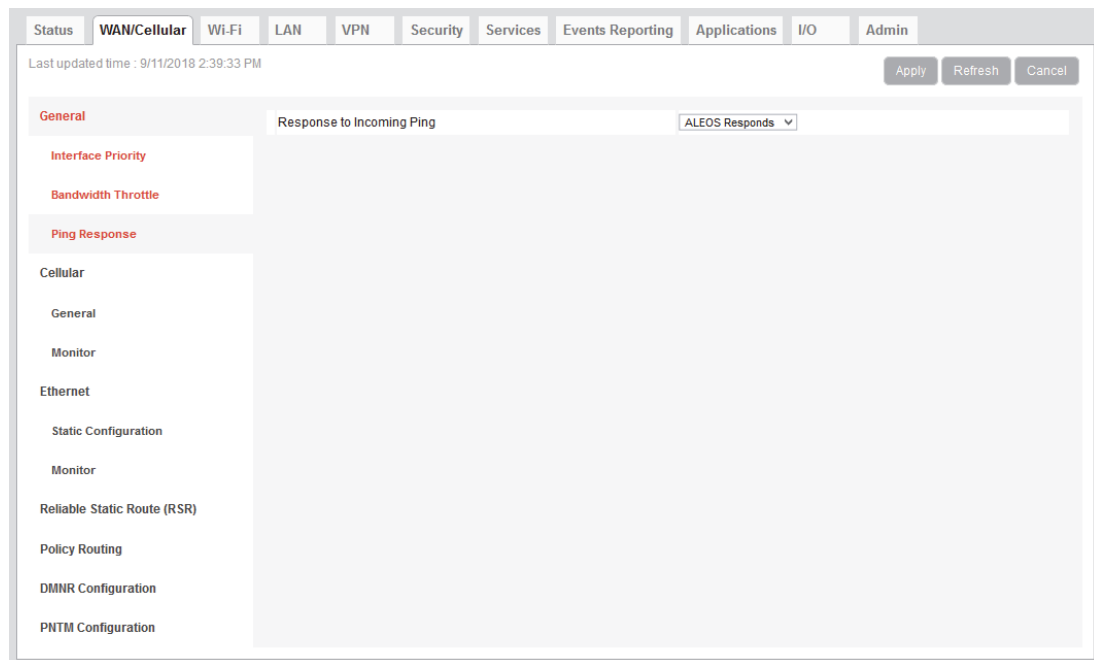 Status WAN/Cellular Wi-Fi LAN VPN Security Services Events Reporting Applications I/O Admin
Last updated time : 9/11/2018 2:39:33 PM
Apply Refresh Cancel
General
Response to Incoming Ping ALEOS Responds
Interface Priority
Bandwidth Throttle
Ping Response
Cellular
General
Monitor
Ethernet
Static Configuration
Monitor
Reliable Static Route (RSR)
Policy Routing
DMNR Configuration
PNTM Configuration